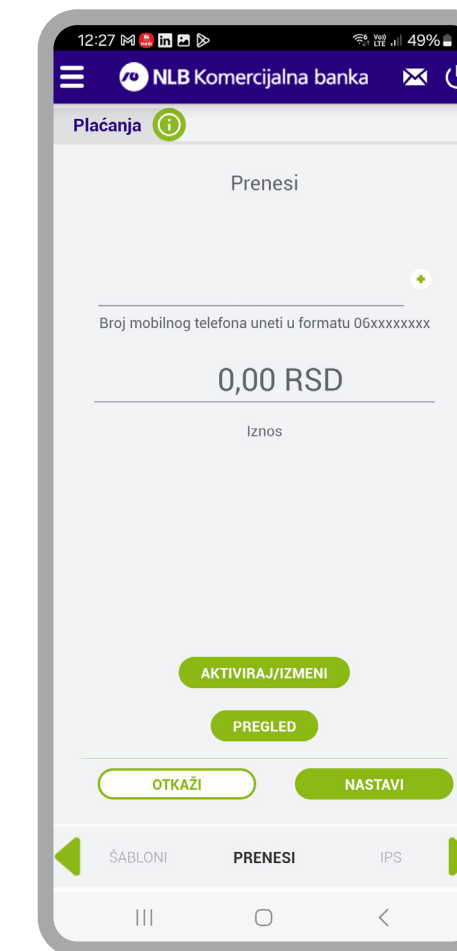 12:27 49%
NLB Komercijalna banka
Plaćanja
Prenesi
Broj mobilnog telefona uneti u formatu 06xxxxxxxx
0,00 RSD
Iznos
AKTIVIRAJ/IZMENI
PREGLED
OTKAŽI NASTAVI
ŠABLONI PRENESI IPS